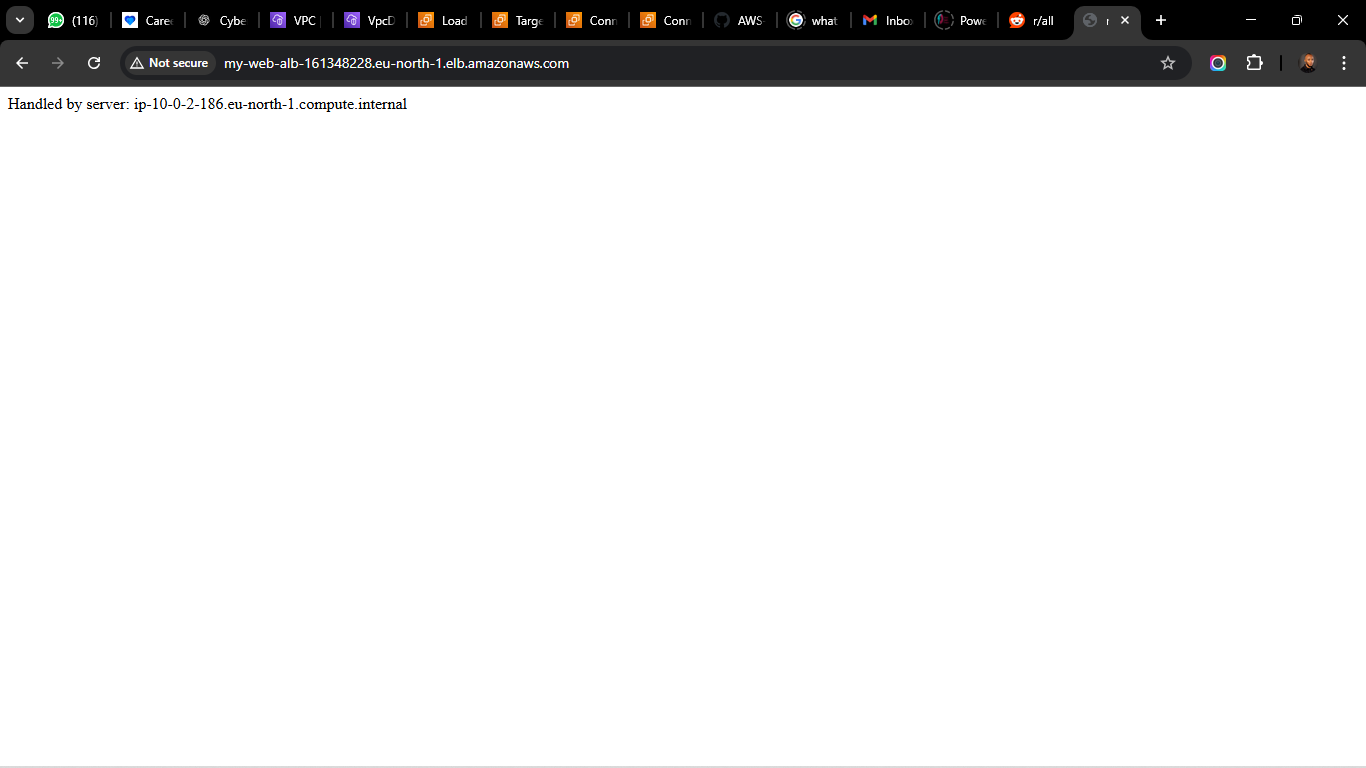 99+ (116) Caree Cybe VPC VpcD Load Targe Conn Conn AWS what Inbo Powe r/all r
Not secure my-web-alb-161348228.eu-north-1.elb.amazonaws.com
Handled by server: ip-10-0-2-186.eu-north-1.compute.internal